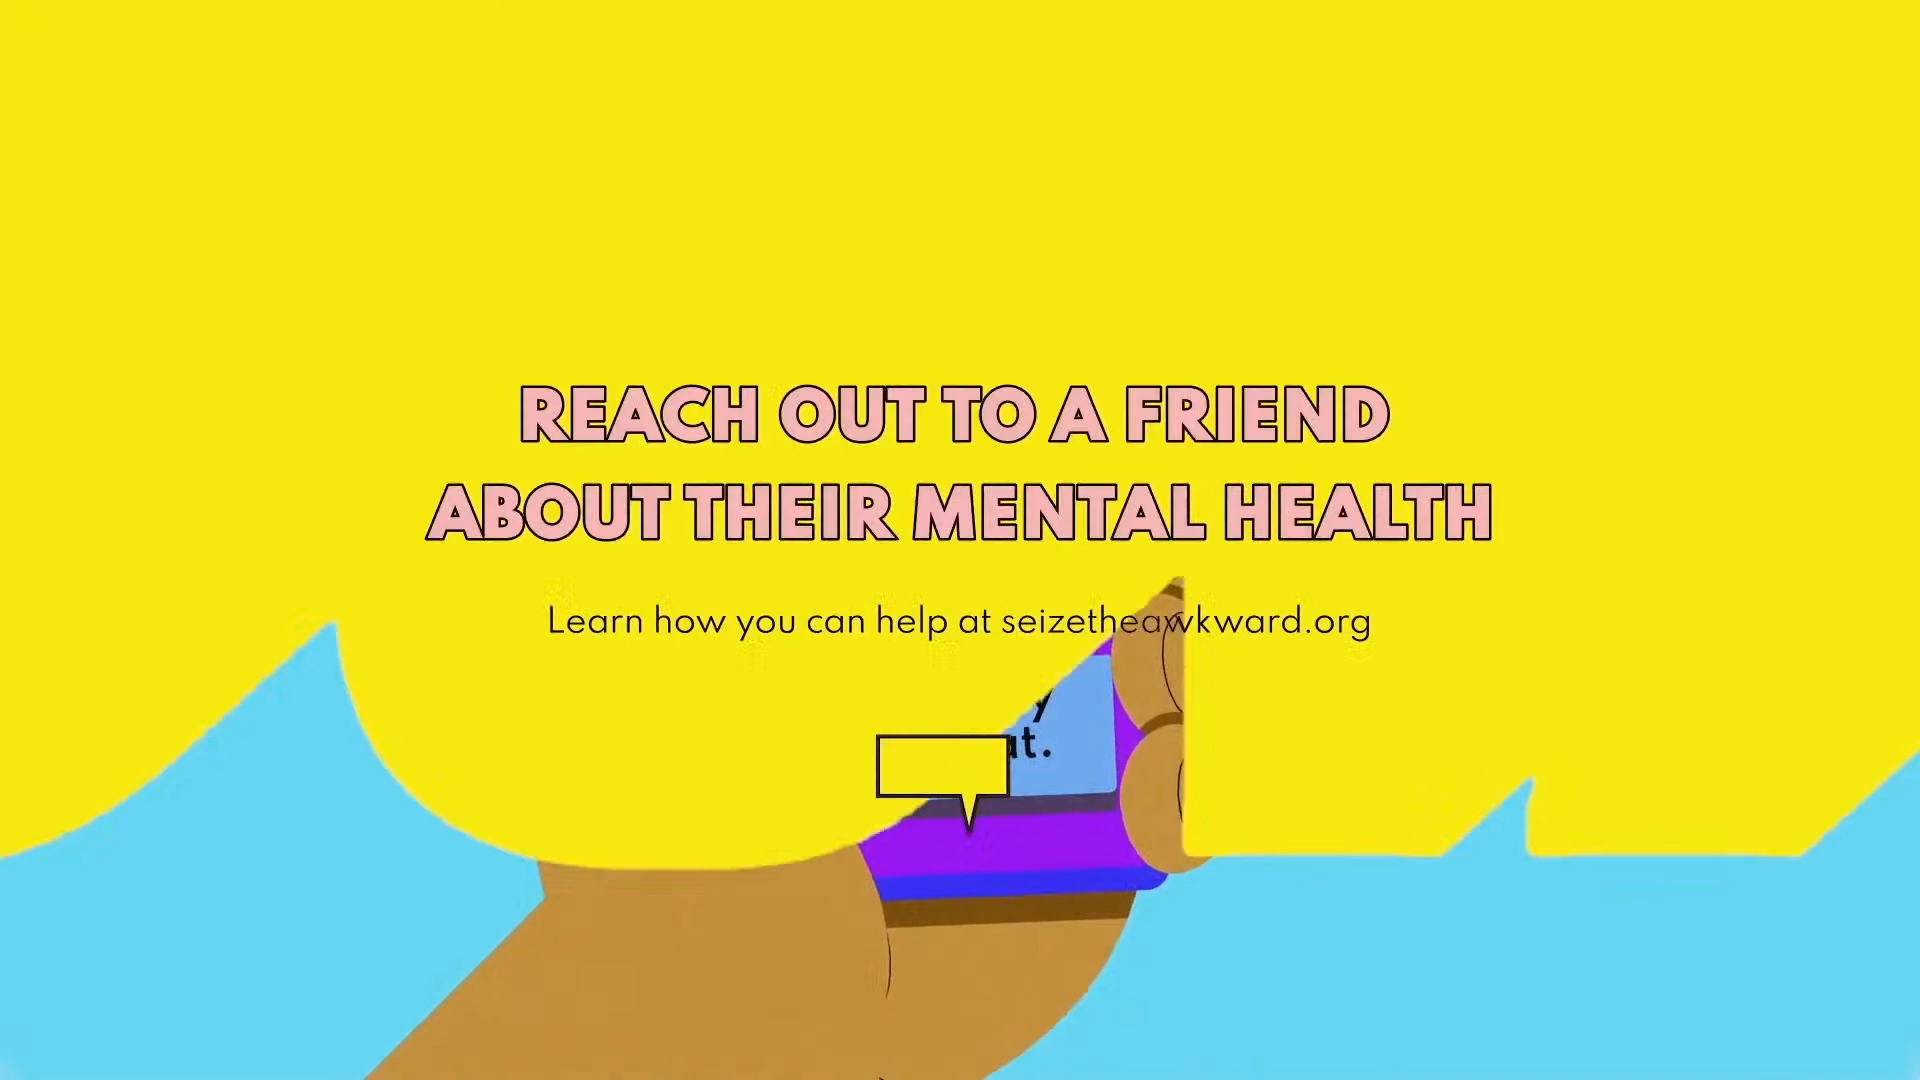 REACH OUT TO A FRIEND
ABOUT THEIR MENTAL HEALTH
Learn how you can help at seizetheawkward.org